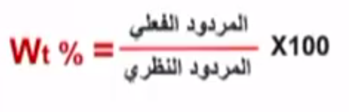 Wt % = المردود الفعلي
المردود النظري X100